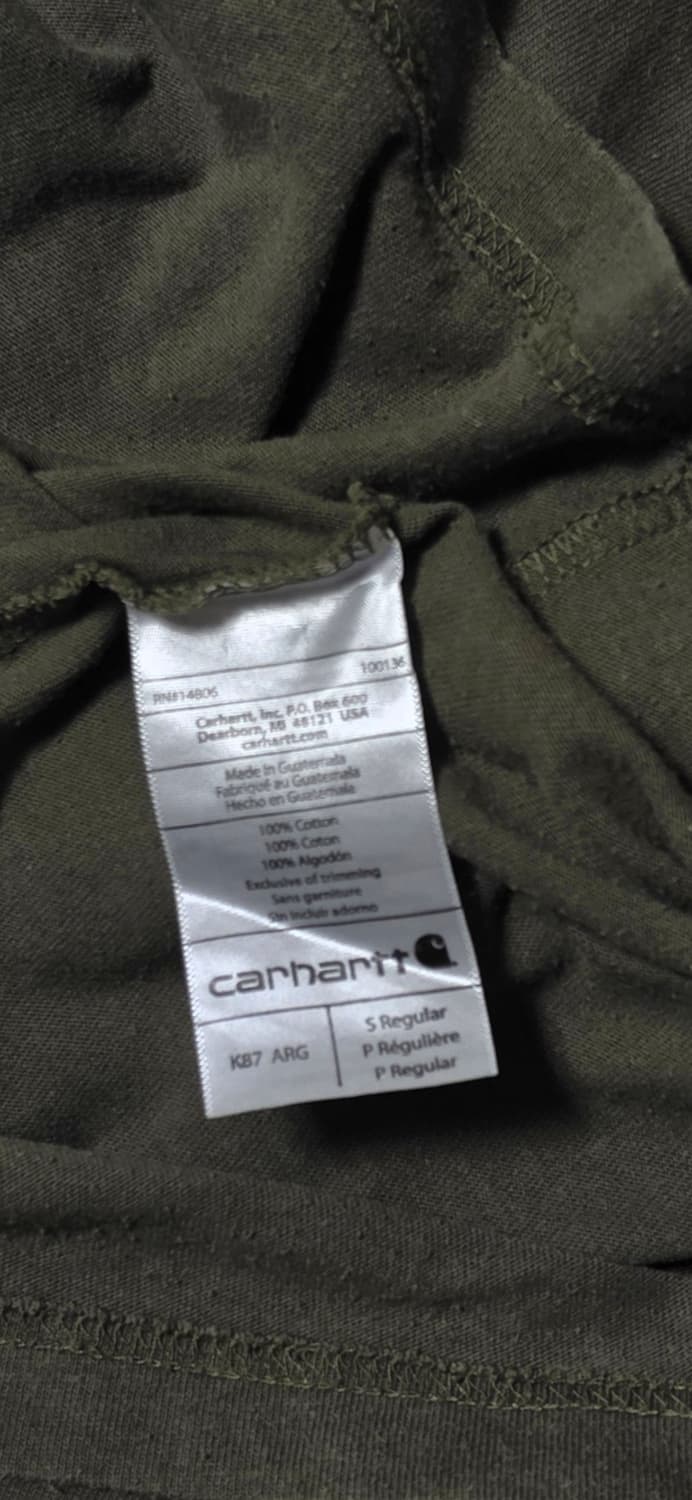 RN#14806 100136
Carhartt, Inc. P.O. Box 600
Dearborn, MI 48121 USA
carhartt.com
Made in Guatemala
Fabriqué au Guatemala
Hecho en Guatemala
100% Cotton
100% Coton
100% Algodón
Exclusive of trimming
Sans garniture
Sin incluir adorno
carhartt
K87 ARG
S Regular
P Régulière
P Regular